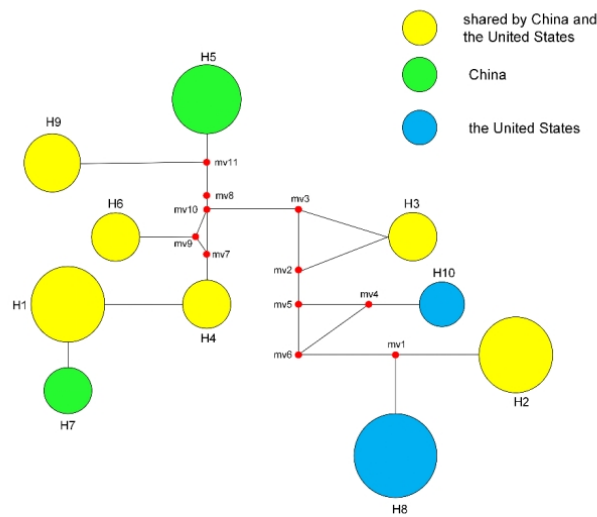 shared by China and
the United States
China
the United States
H5
H9
mv11
mv8
mv10
mv3
H6
H3
mv9
mv7
mv2
H10
mv4
H1
mv5
H4
mv1
mv6
H2
H7
H8